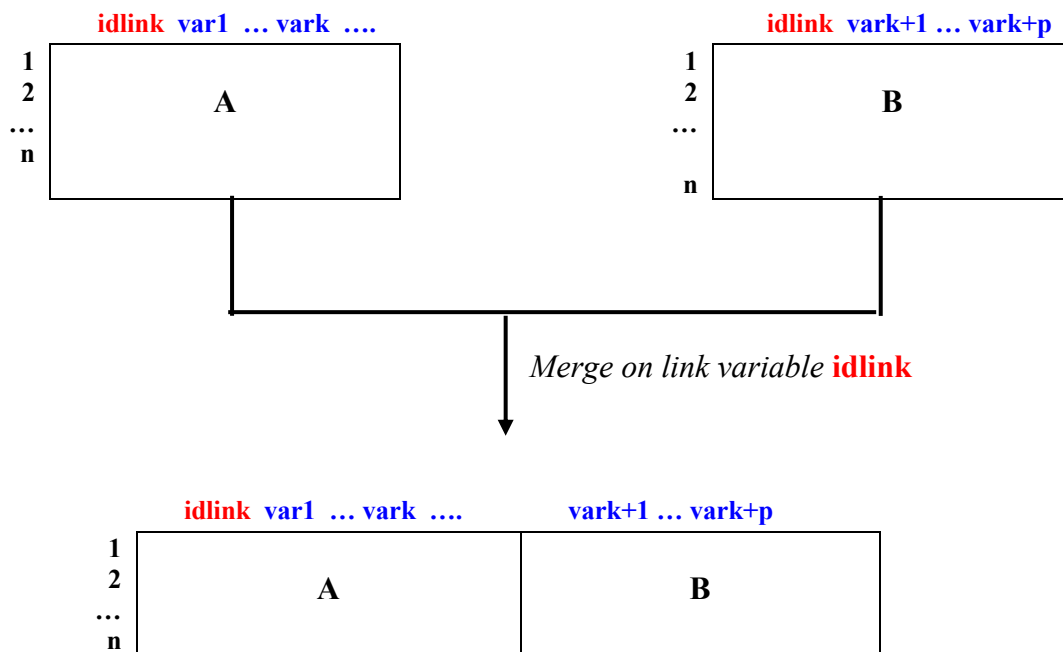 idlink var1 … vark ….
1
2
…
n
A
idlink vark+1 … vark+p
1
2
…
n
B
Merge on link variable idlink
idlink var1 … vark …. vark+1 … vark+p
1
2
…
n
A
B